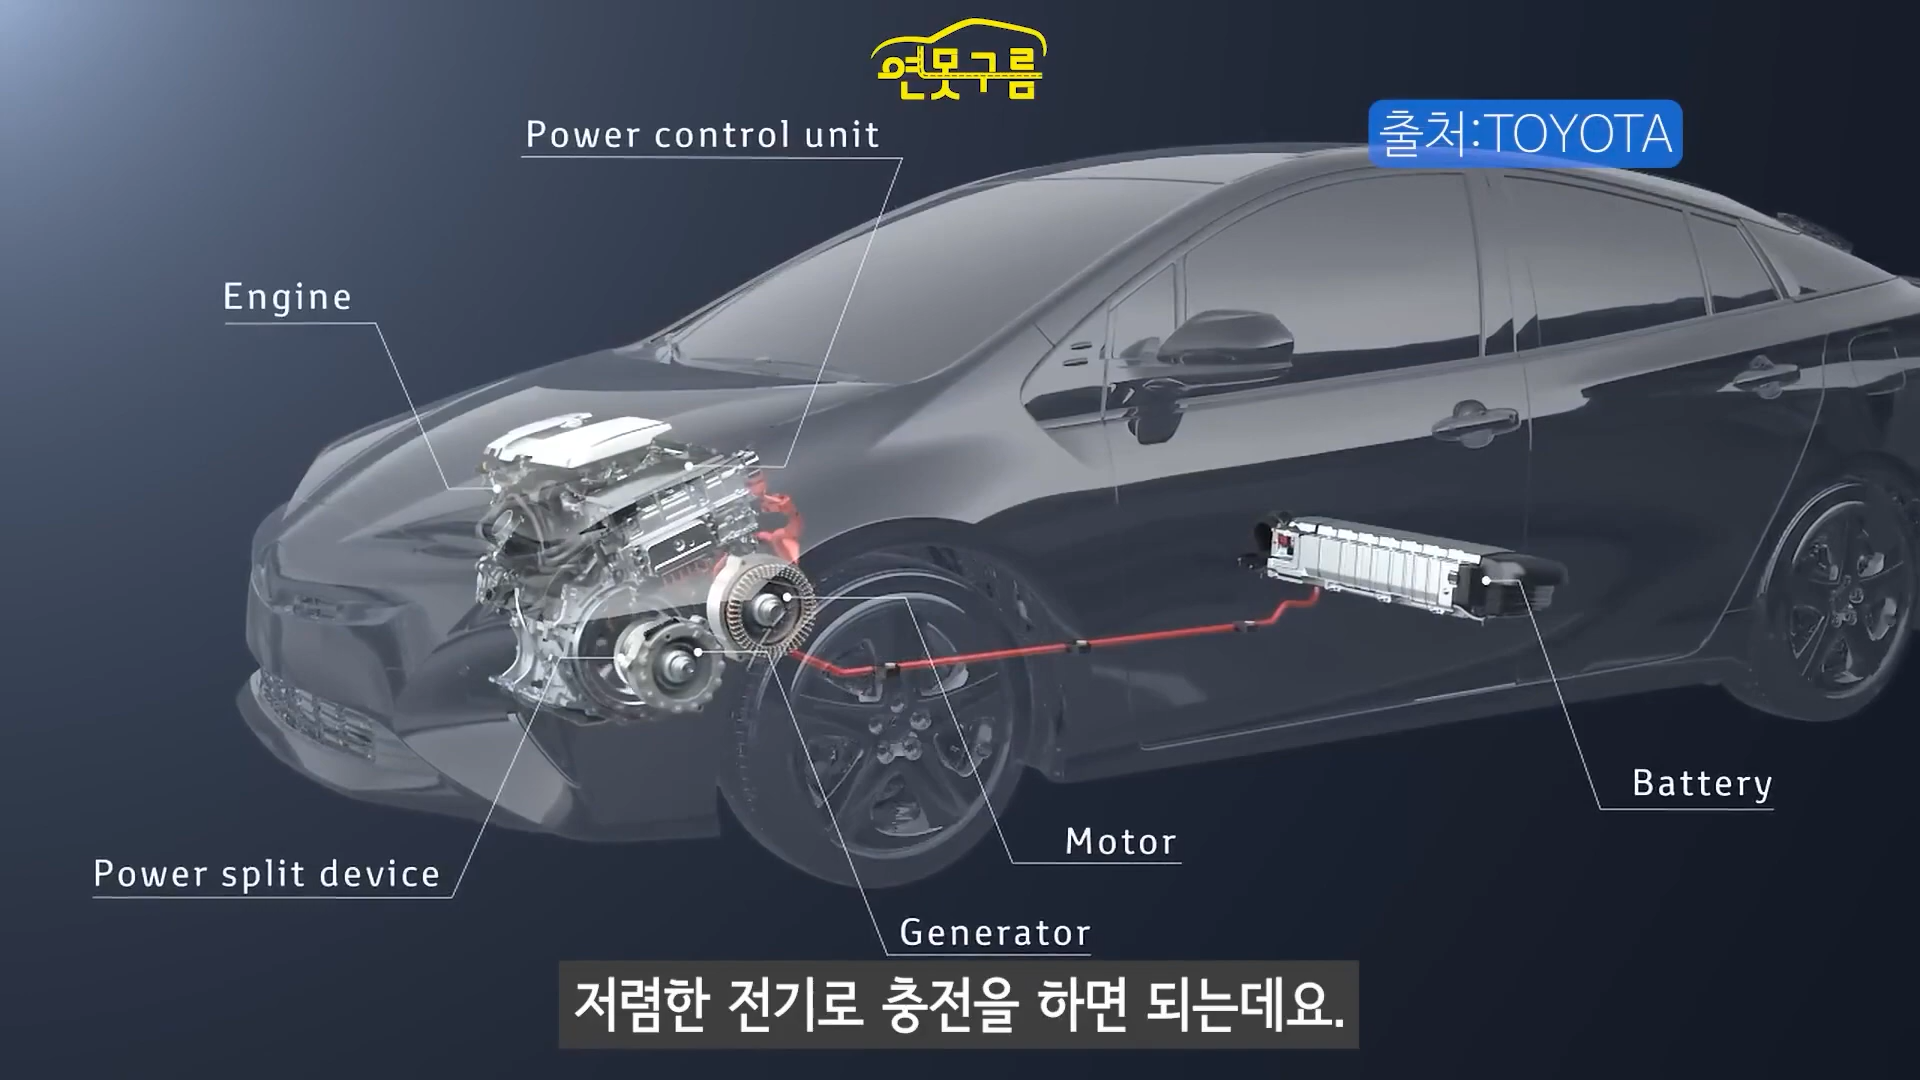 연못구름
출처:TOYOTA
Power control unit
Engine
Battery
Motor
Power split device
Generator
저렴한 전기로 충전을 하면 되는데요.